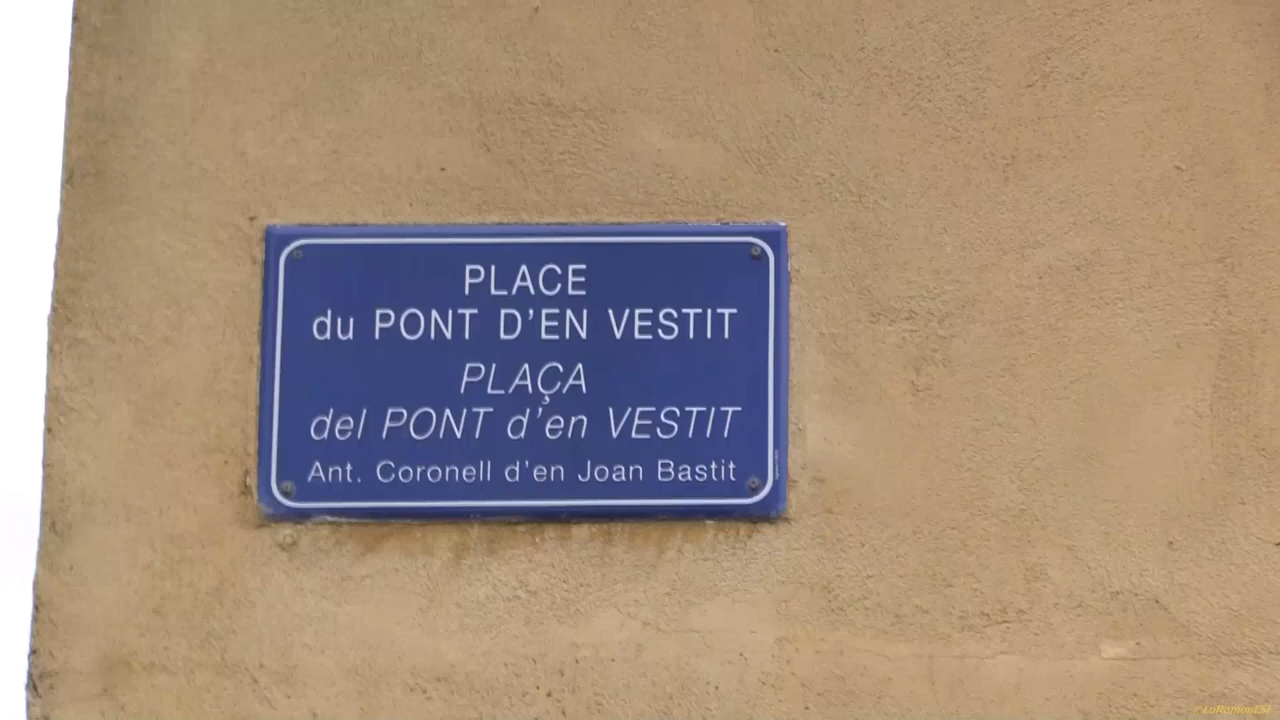 PLACE
du PONT D'EN VESTIT
PLAÇA
del PONT d'en VESTIT
Ant. Coronell d'en Joan Bastit